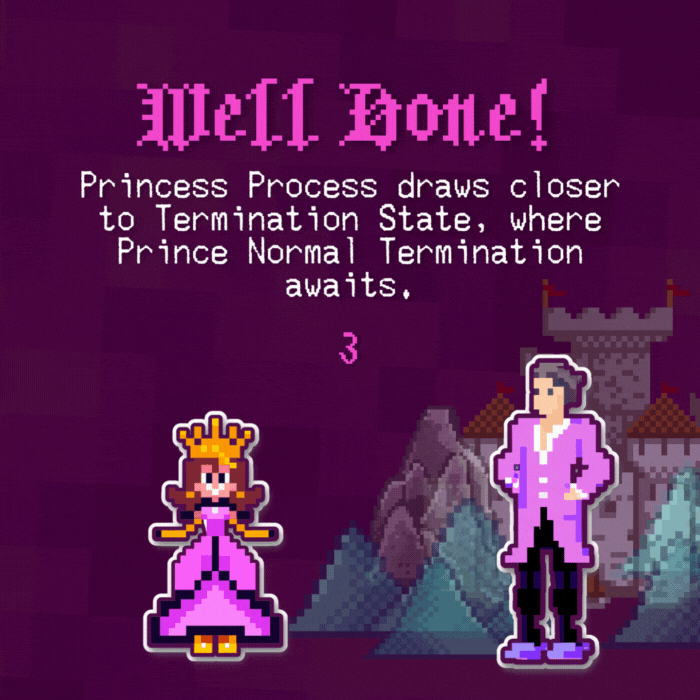 Well Done!
Princess Process draws closer
to Termination State, where
Prince Normal Termination
awaits.
3